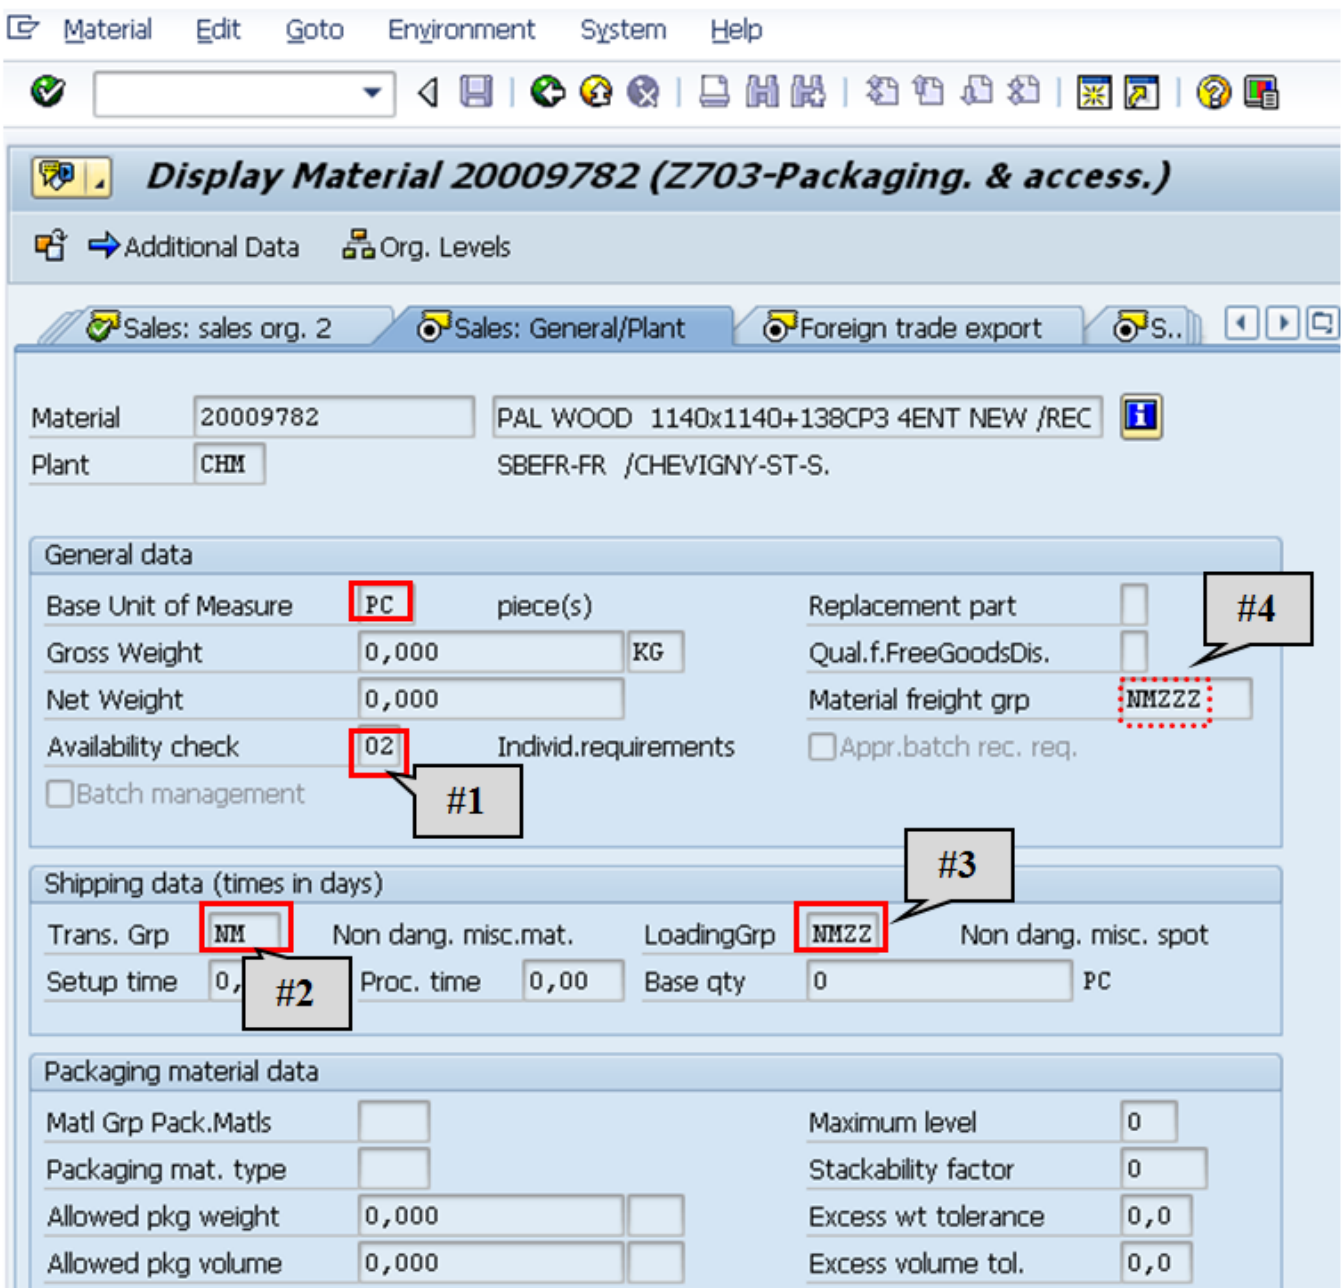 Material Edit Goto Environment System Help
Display Material 20009782 (Z703-Packaging. & access.)
Additional Data Org. Levels
Sales: sales org. 2 Sales: General/Plant Foreign trade export S..
Material 20009782 PAL WOOD 1140x1140+138CP3 4ENT NEW /REC
Plant CHM SBEFR-FR /CHEVIGNY-ST-S.
General data
Base Unit of Measure PC piece(s) Replacement part #4
Gross Weight 0,000 KG Qual.f.FreeGoodsDis.
Net Weight 0,000 Material freight grp NMZZZ
Availability check 02 Individ.requirements Appr.batch rec. req.
Batch management #1
#3
Shipping data (times in days)
Trans. Grp NM Non dang. misc.mat. LoadingGrp NMZZ Non dang. misc. spot
Setup time 0, #2 Proc. time 0,00 Base qty 0 PC
Packaging material data
Matl Grp Pack.Matls Maximum level 0
Packaging mat. type Stackability factor 0
Allowed pkg weight 0,000 Excess wt tolerance 0,0
Allowed pkg volume 0,000 Excess volume tol. 0,0